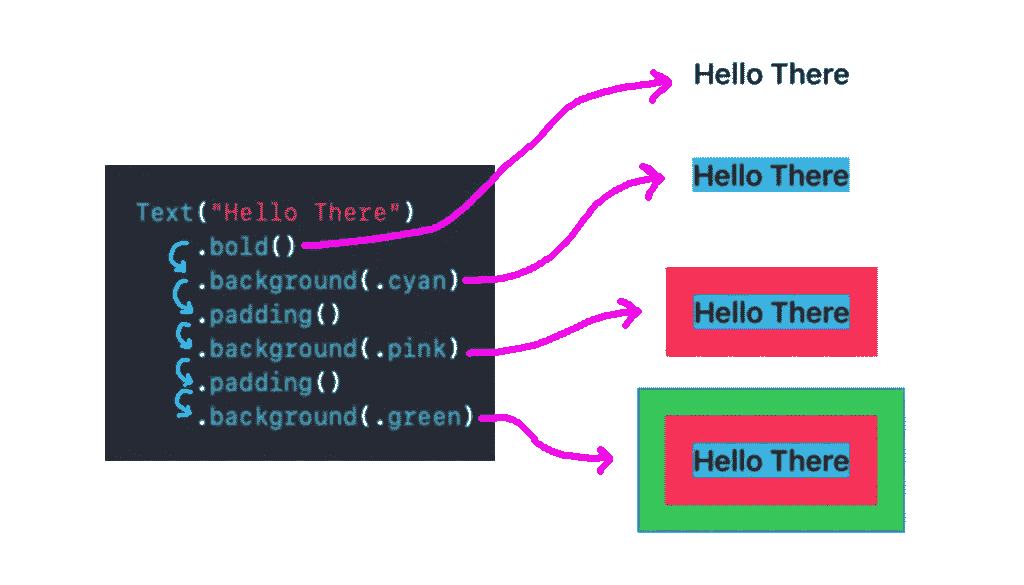 Text("Hello There")
.bold()
.background(.cyan)
.padding()
.background(.pink)
.padding()
.background(.green)
Hello There
Hello There
Hello There
Hello There